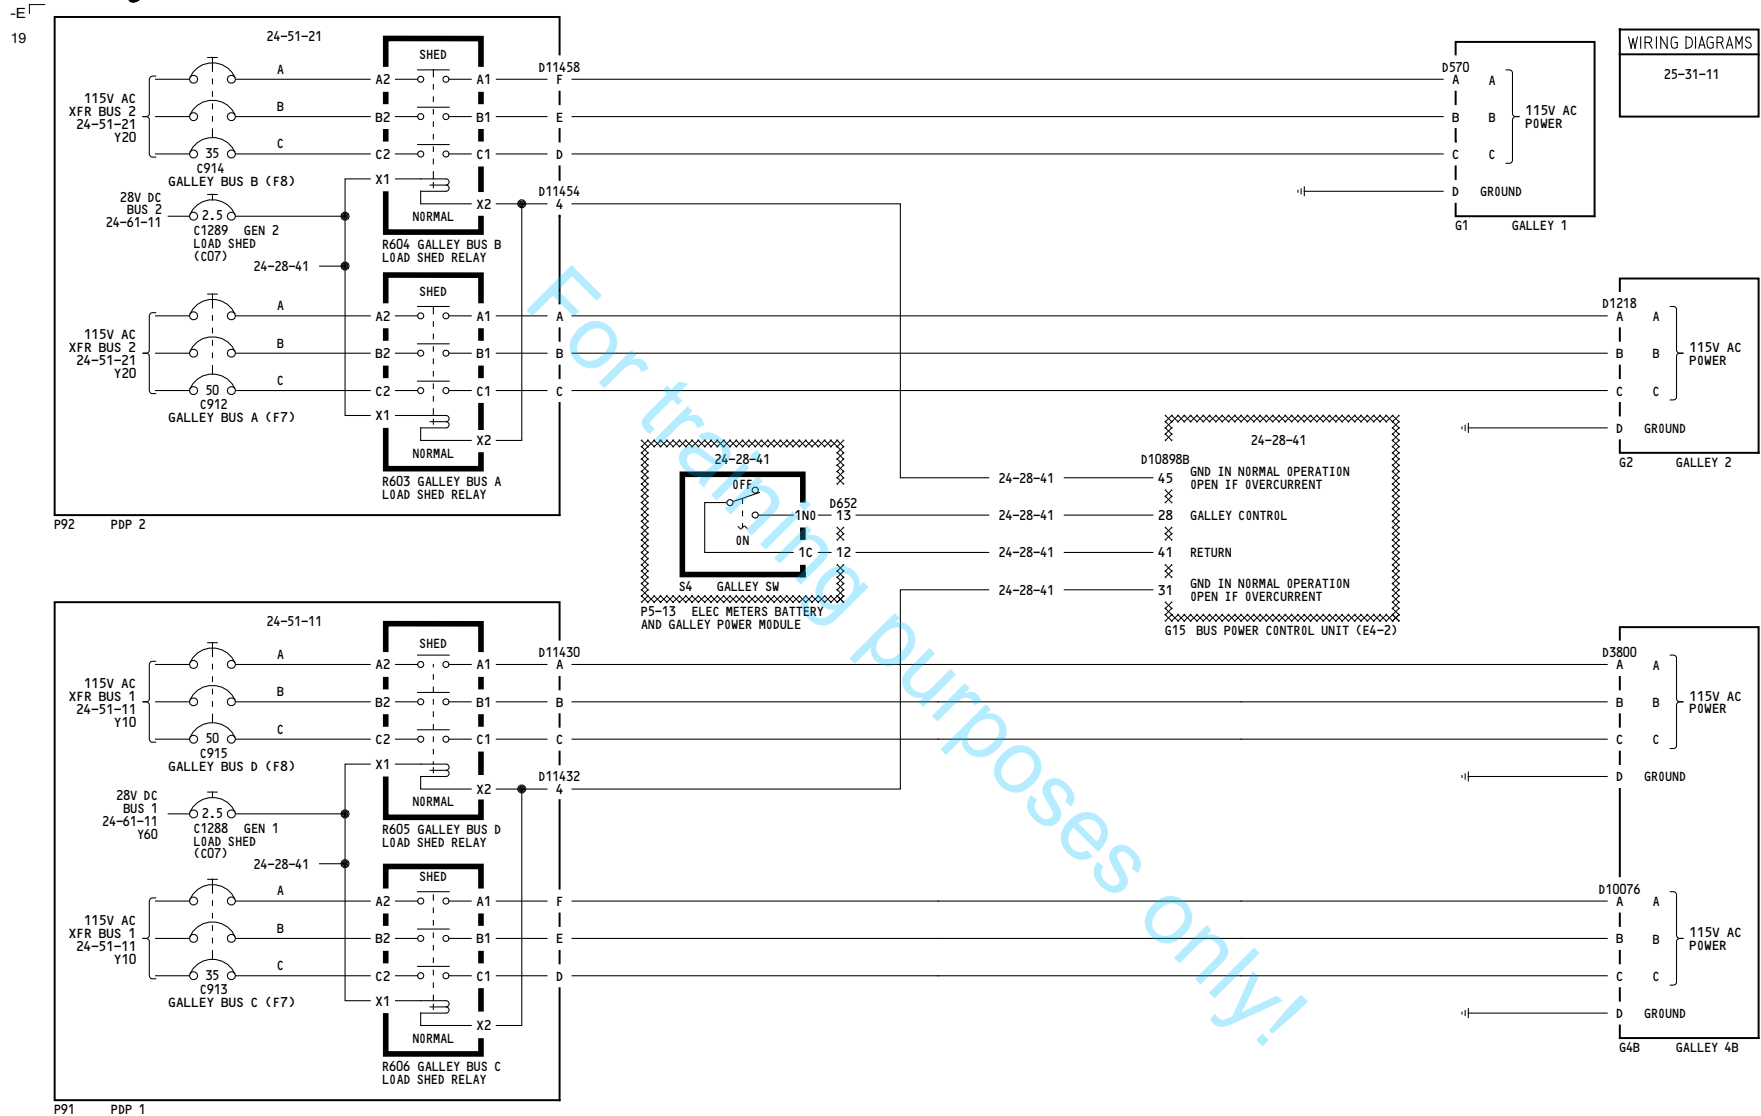 -E
19
24-51-21
115V AC
XFR BUS 2
24-51-21
Y20
A
B
C
35
C914
GALLEY BUS B (F8)
28V DC
BUS 2
24-61-11
2.5
C1289 GEN 2
LOAD SHED
(C07)
24-28-41
SHED
A2 A1
B2 B1
C2 C1
X1
X2
NORMAL
R604 GALLEY BUS B
LOAD SHED RELAY
D11458
F
E
D
D11454
4
115V AC
XFR BUS 2
24-51-21
Y20
A
B
C
50
C912
GALLEY BUS A (F7)
SHED
A2 A1
B2 B1
C2 C1
X1
X2
NORMAL
R603 GALLEY BUS A
LOAD SHED RELAY
A
B
C
P92 PDP 2
D570
A A
B B
C C
115V AC
POWER
D GROUND
G1 GALLEY 1
WIRING DIAGRAMS
25-31-11
D1218
A A
B B
C C
115V AC
POWER
D GROUND
G2 GALLEY 2
24-28-41
OFF
ON
1NO
1C
D652
13
12
S4 GALLEY SW
P5-13 ELEC METERS BATTERY
AND GALLEY POWER MODULE
24-28-41
24-28-41
24-28-41
24-28-41
24-28-41
D10898B
45 GND IN NORMAL OPERATION
OPEN IF OVERCURRENT
28 GALLEY CONTROL
41 RETURN
31 GND IN NORMAL OPERATION
OPEN IF OVERCURRENT
G15 BUS POWER CONTROL UNIT (E4-2)
24-51-11
115V AC
XFR BUS 1
24-51-11
Y10
A
B
C
50
C915
GALLEY BUS D (F8)
28V DC
BUS 1
24-61-11
Y60
2.5
C1288 GEN 1
LOAD SHED
(C07)
24-28-41
SHED
A2 A1
B2 B1
C2 C1
X1
X2
NORMAL
R605 GALLEY BUS D
LOAD SHED RELAY
D11430
A
B
C
D11432
4
115V AC
XFR BUS 1
24-51-11
Y10
A
B
C
35
C913
GALLEY BUS C (F7)
SHED
A2 A1
B2 B1
C2 C1
X1
X2
NORMAL
R606 GALLEY BUS C
LOAD SHED RELAY
F
E
D
P91 PDP 1
D3800
A A
B B
C C
115V AC
POWER
D GROUND
D10076
A A
B B
C C
115V AC
POWER
D GROUND
G4B GALLEY 4B
For training purposes only!